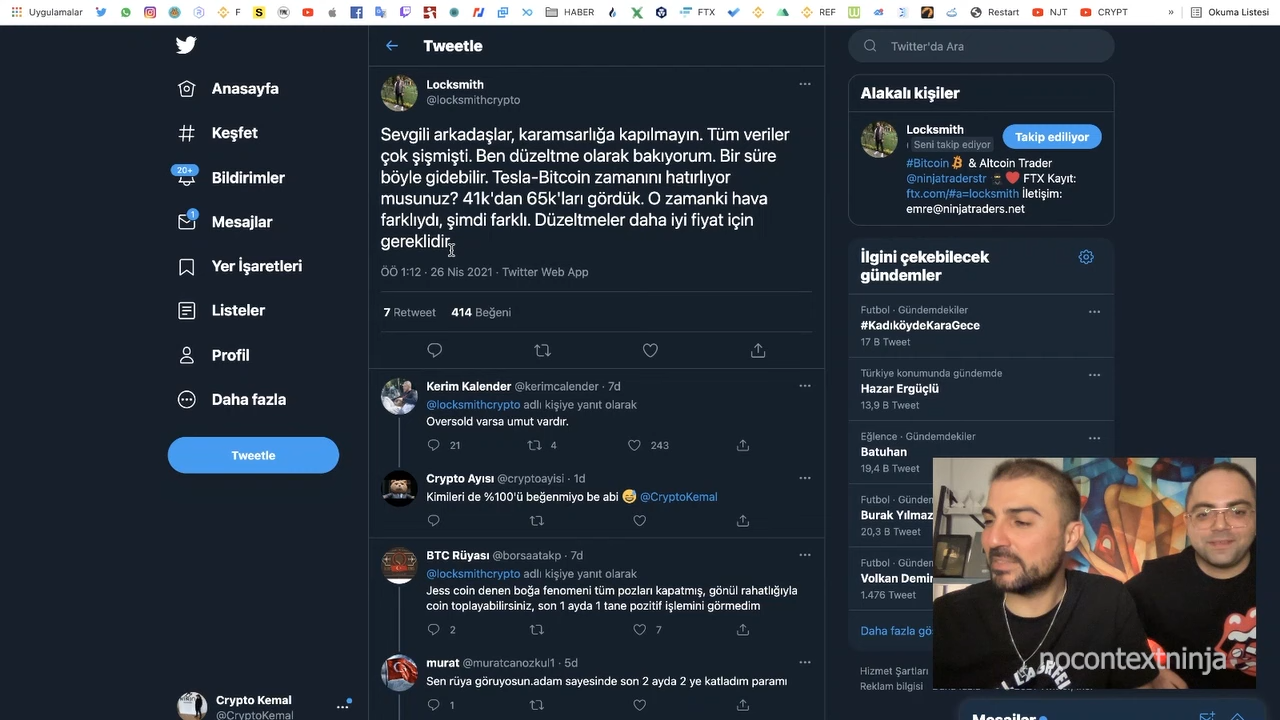 Uygulamalar
F
FTX
HABER
REF
Restart
NJT
CRYPT
»
Okuma Listesi
Anasayfa
Keşfet
20+
Bildirimler
1
Mesajlar
Yer İşaretleri
Listeler
Profil
Daha fazla
Tweetle
Crypto Kemal
@CryptoKemal
Tweetle
Locksmith
@locksmithcrypto
Sevgili arkadaşlar, karamsarlığa kapılmayın. Tüm veriler
çok şişmişti. Ben düzeltme olarak bakıyorum. Bir süre
böyle gidebilir. Tesla-Bitcoin zamanını hatırlıyor
musunuz? 41k'dan 65k'ları gördük. O zamanki hava
farklıydı, şimdi farklı. Düzeltmeler daha iyi fiyat için
gereklidir.
ÖÖ 1:12 · 26 Nis 2021 · Twitter Web App
7 Retweet 414 Beğeni
Kerim Kalender @kerimcalender · 7d
@locksmithcrypto adlı kişiye yanıt olarak
Oversold varsa umut vardır.
21 4 243
Crypto Ayısı @cryptoayisi · 1d
Kimileri de %100'ü beğenmiyo be abi 😅 @CryptoKemal
BTC Rüyası @borsaatakp · 7d
@locksmithcrypto adlı kişiye yanıt olarak
Jess coin denen boğa fenomeni tüm pozları kapatmış, gönül rahatlığıyla
coin toplayabilirsiniz, son 1 ayda 1 tane pozitif işlemini görmedim
2 7
murat @muratcanozkul1 · 5d
Sen rüya göruyosun.adam sayesinde son 2 ayda 2 ye katladım paramı
1
Twitter'da Ara
Alakalı kişiler
Locksmith
Seni takip ediyor
Takip ediliyor
#Bitcoin & Altcoin Trader
@ninjatraderstr FTX Kayıt:
ftx.com/#a=locksmith İletişim:
emre@ninjatraders.net
İlgini çekebilecek
gündemler
Futbol · Gündemdekiler
#KadıköydeKaraGece
17 B Tweet
Türkiye konumunda gündemde
Hazar Ergüçlü
13,9 B Tweet
Eğlence · Gündemdekiler
Batuhan
19,4 B Tweet
Futbol · Gündem
Burak Yılmaz
20,3 B Tweet
Futbol · Gündem
Volkan Demir
1.476 Tweet
Daha fazla gö
Hizmet Şartları
Reklam bilgisi
nocontextninja
Mesajlar